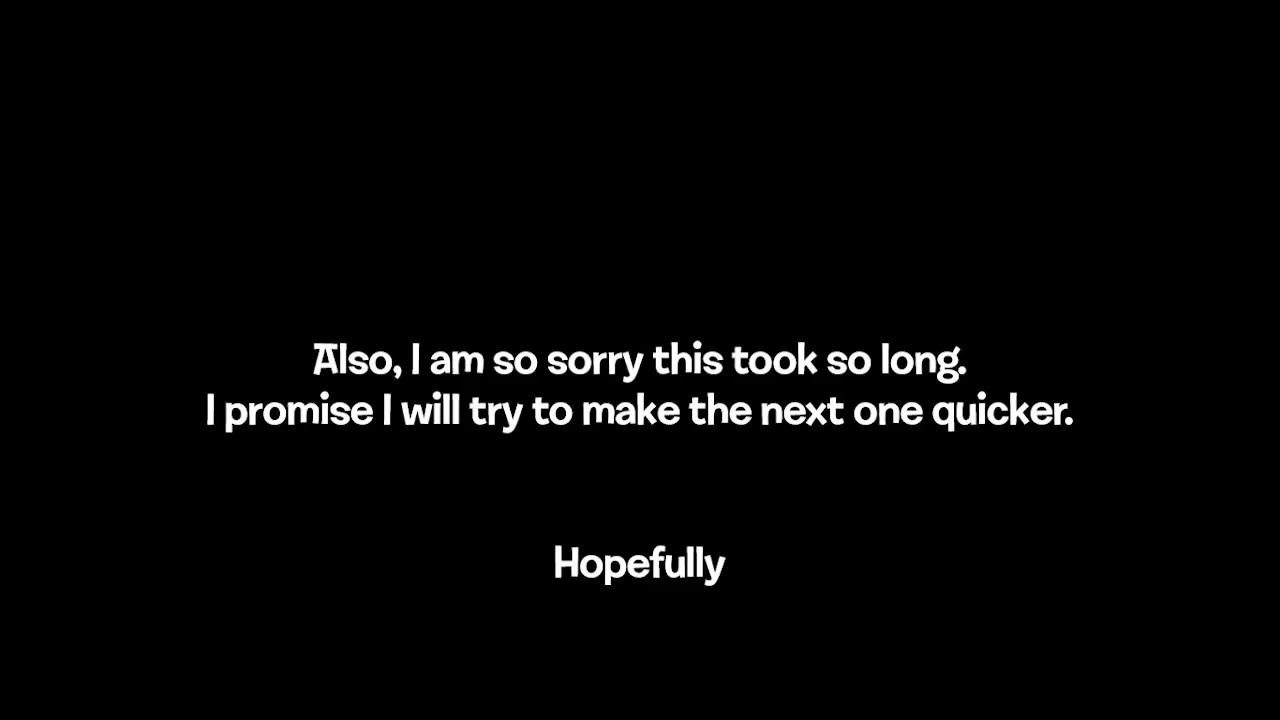 Also, I am so sorry this took so long.
I promise I will try to make the next one quicker.
Hopefully